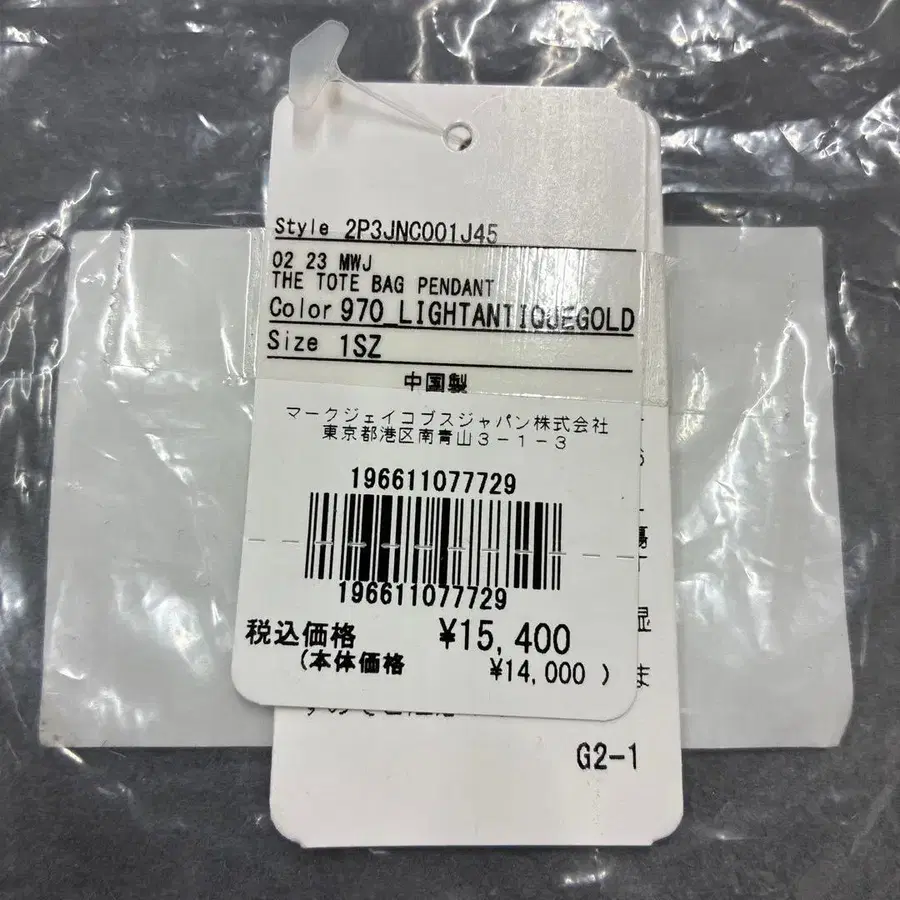 Style 2P3JNC001J45
02 23 MWJ
THE TOTE BAG PENDANT
Color 970_LIGHTANTIQUEGOLD
Size 1SZ
中国製
マークジェイコブスジャパン株式会社
東京都港区南青山3-1-3
196611077729
196611077729
税込価格 ¥15,400
(本体価格 ¥14,000 )
G2-1